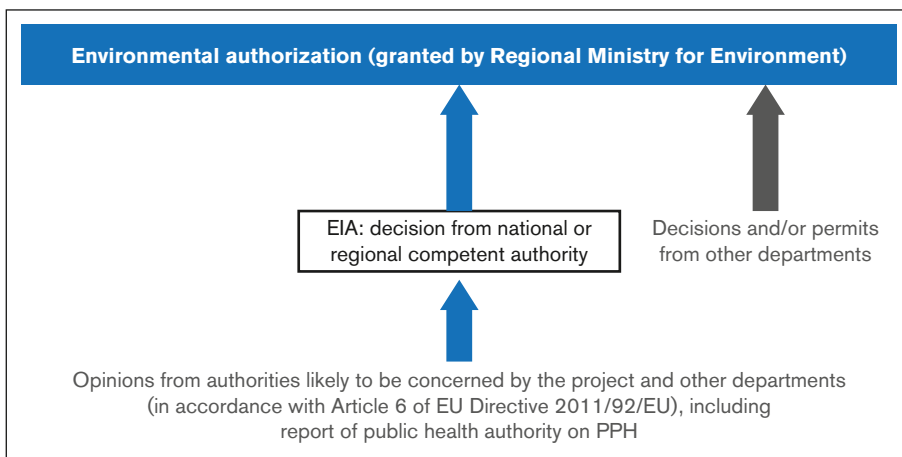 Environmental authorization (granted by Regional Ministry for Environment)
EIA: decision from national or
regional competent authority
Decisions and/or permits
from other departments
Opinions from authorities likely to be concerned by the project and other departments
(in accordance with Article 6 of EU Directive 2011/92/EU), including
report of public health authority on PPH